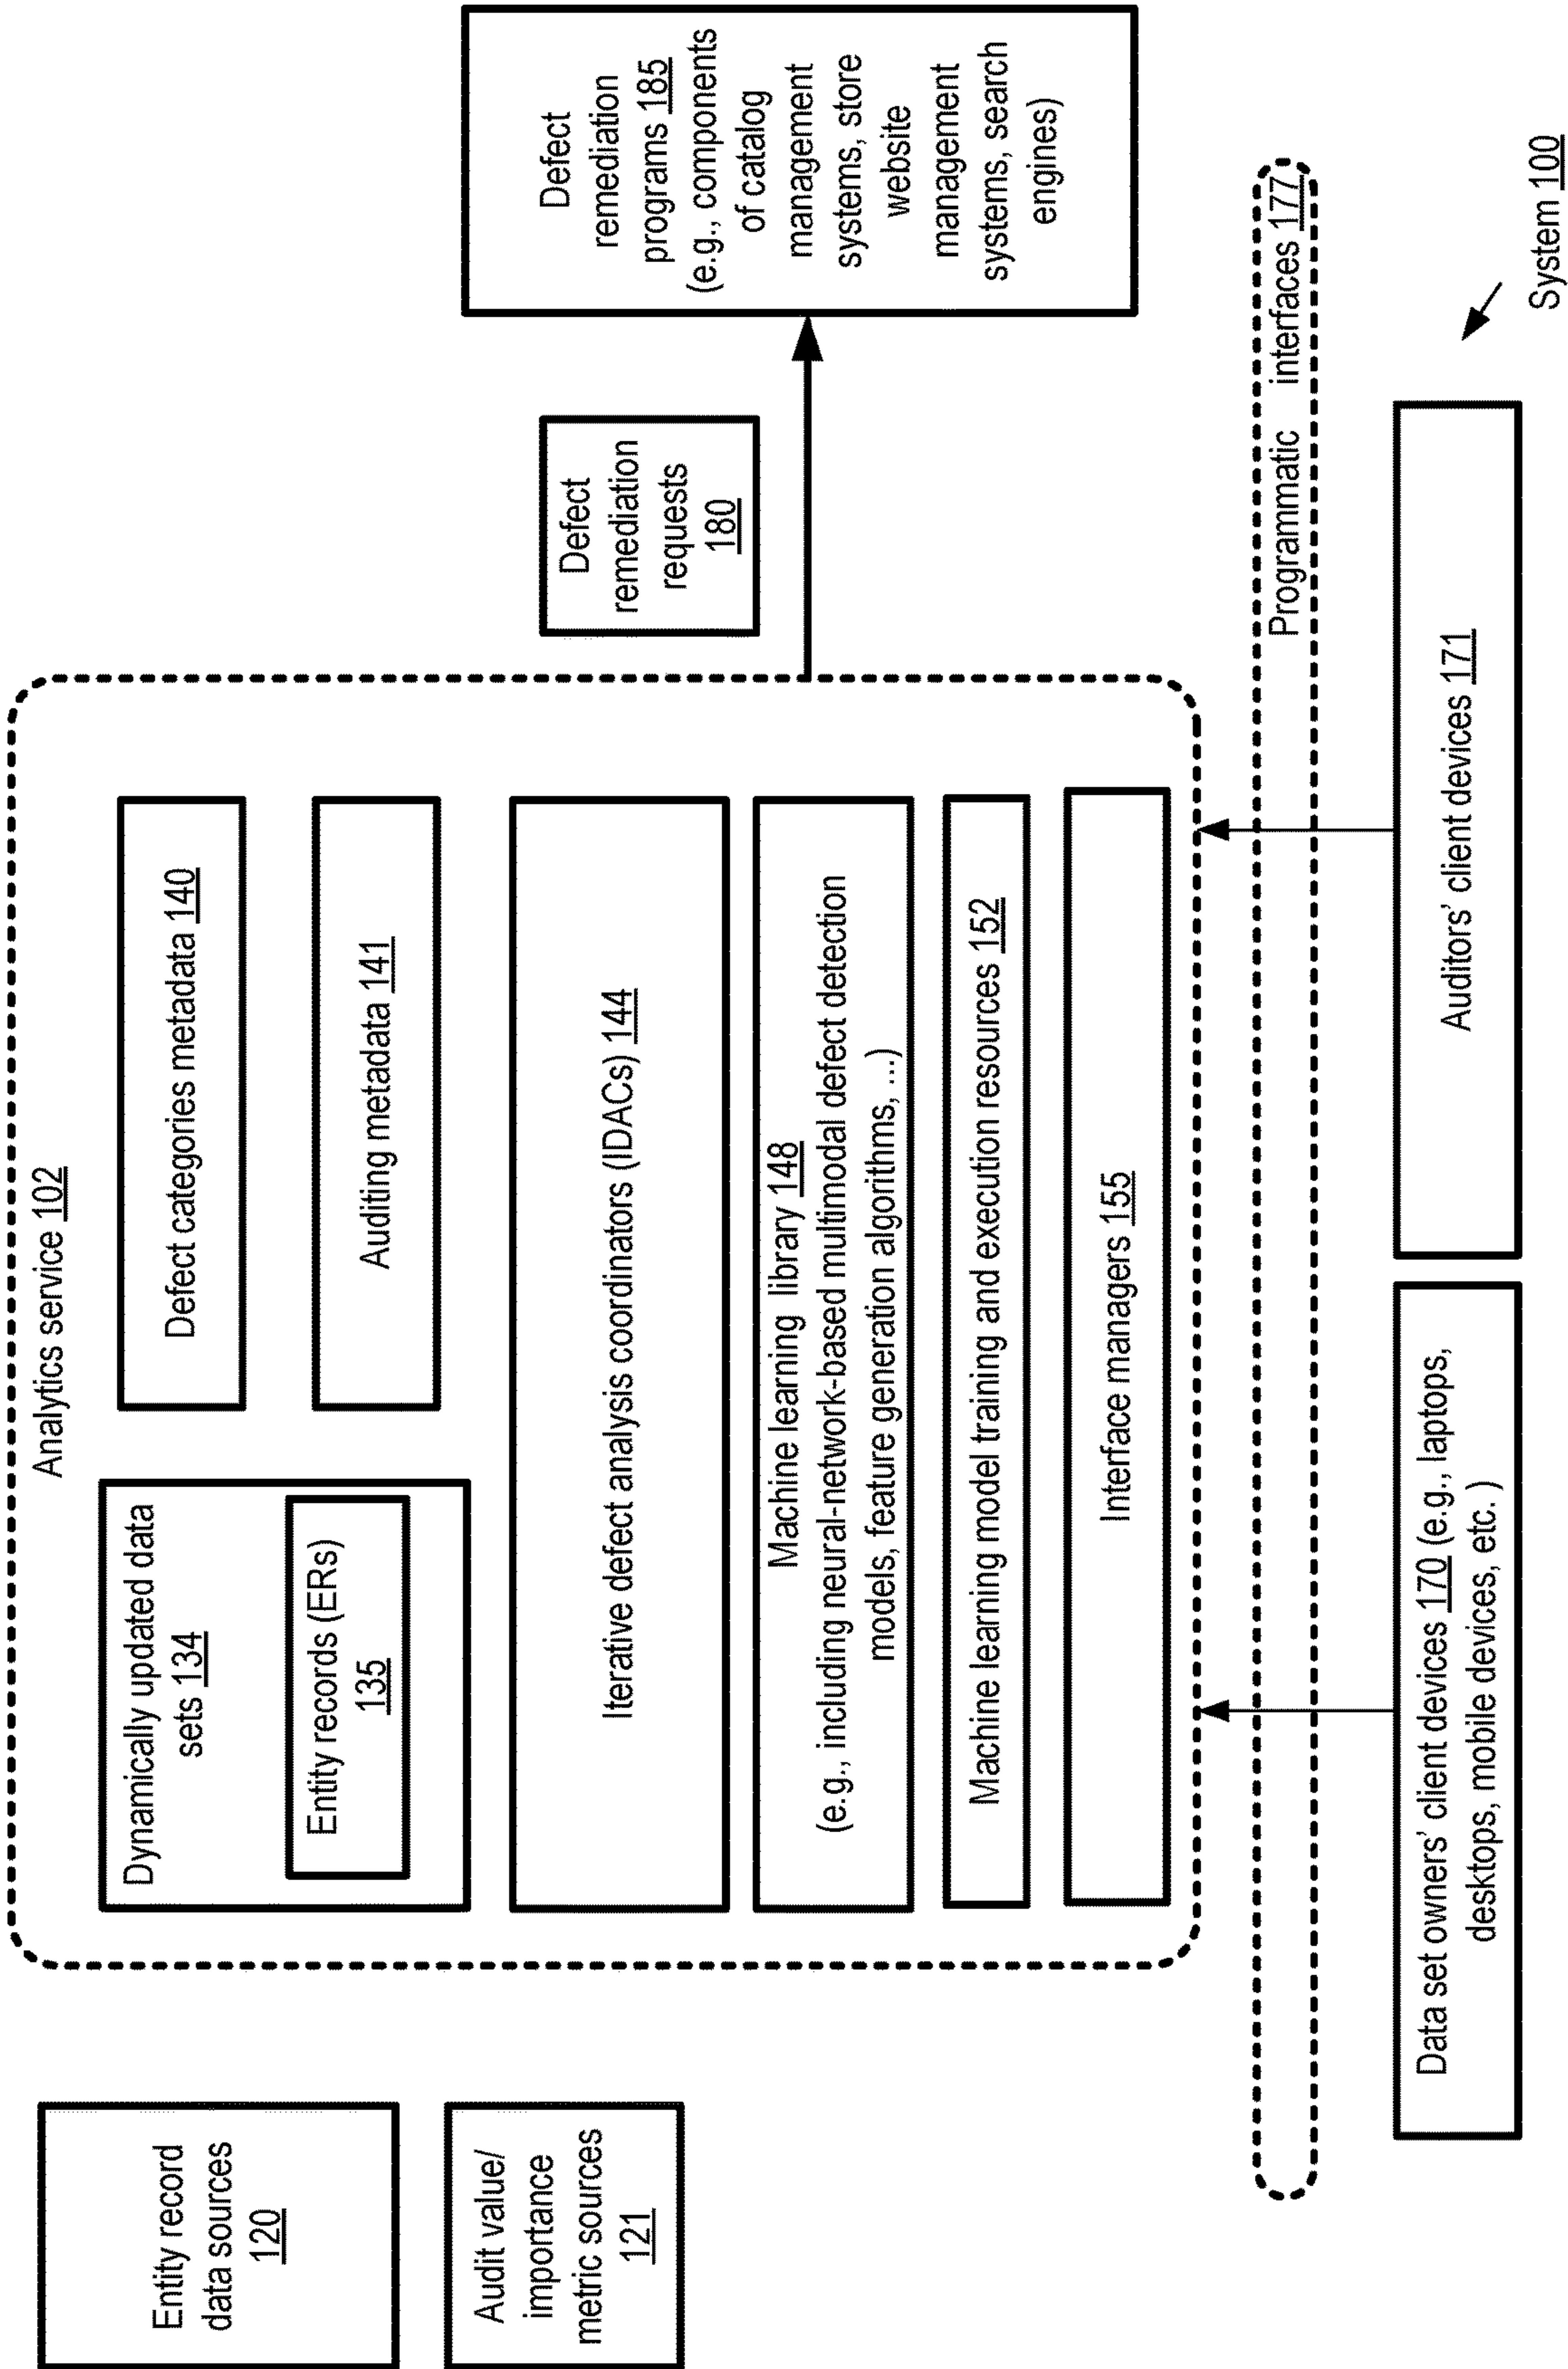 Analytics service 102
Entity record
data sources
120
Audit value/
importance
metric sources
121
Dynamically updated data
sets 134
Entity records (ERs)
135
Defect categories metadata 140
Auditing metadata 141
Iterative defect analysis coordinators (IDACs) 144
Machine learning library 148
(e.g., including neural-network-based multimodal defect detection
models, feature generation algorithms, ...)
Machine learning model training and execution resources 152
Interface managers 155
Defect
remediation
requests
180
Defect
remediation
programs 185
(e.g., components
of catalog
management
systems, store
website
management
systems, search
engines)
Programmatic interfaces 177
Data set owners’ client devices 170 (e.g., laptops,
desktops, mobile devices, etc. )
Auditors’ client devices 171
System 100